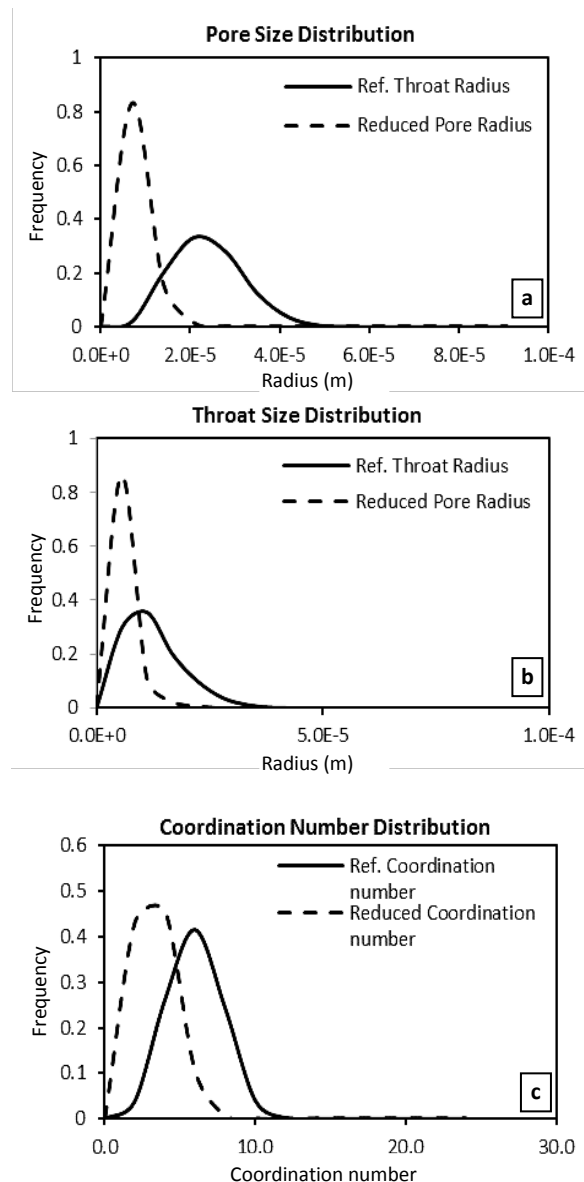 Pore Size Distribution
1
0.8
0.6
0.4
0.2
0
Frequency
Ref. Throat Radius
Reduced Pore Radius
a
0.0E+0 2.0E-5 4.0E-5 6.0E-5 8.0E-5 1.0E-4
Radius (m)
Throat Size Distribution
1
0.8
0.6
0.4
0.2
0
Frequency
Ref. Throat Radius
Reduced Pore Radius
b
0.0E+0 5.0E-5 1.0E-4
Radius (m)
Coordination Number Distribution
0.6
0.5
0.4
0.3
0.2
0.1
0
Frequency
Ref. Coordination
number
Reduced Coordination
number
c
0.0 10.0 20.0 30.0
Coordination number